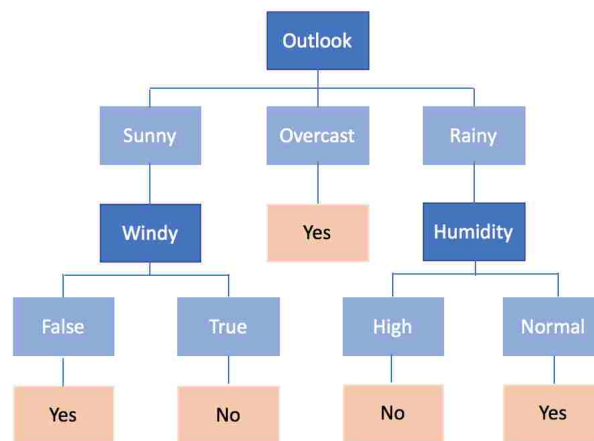 Outlook
Sunny Overcast Rainy
Windy Yes Humidity
False True High Normal
Yes No No Yes